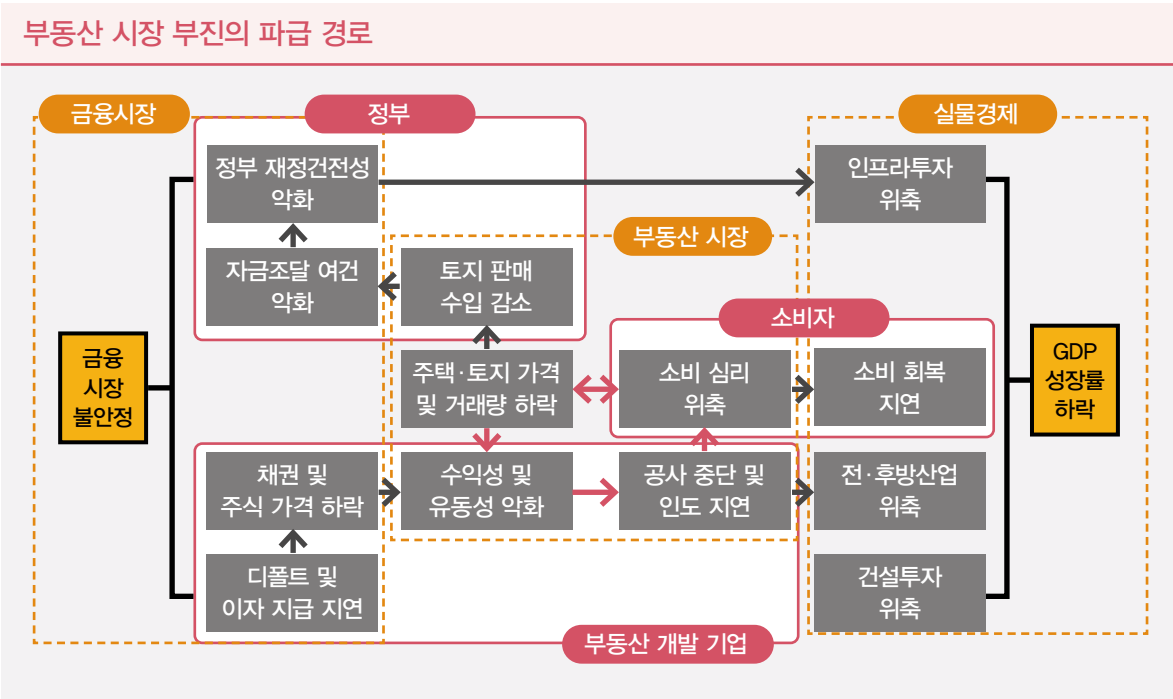 부동산 시장 부진의 파급 경로
금융시장
정부
실물경제
정부 재정건전성
악화
인프라투자
위축
부동산 시장
자금조달 여건
악화
토지 판매
수입 감소
소비자
금융
시장
불안정
주택·토지 가격
및 거래량 하락
소비 심리
위축
소비 회복
지연
GDP
성장률
하락
채권 및
주식 가격 하락
수익성 및
유동성 악화
공사 중단 및
인도 지연
전·후방산업
위축
디폴트 및
이자 지급 지연
건설투자
위축
부동산 개발 기업